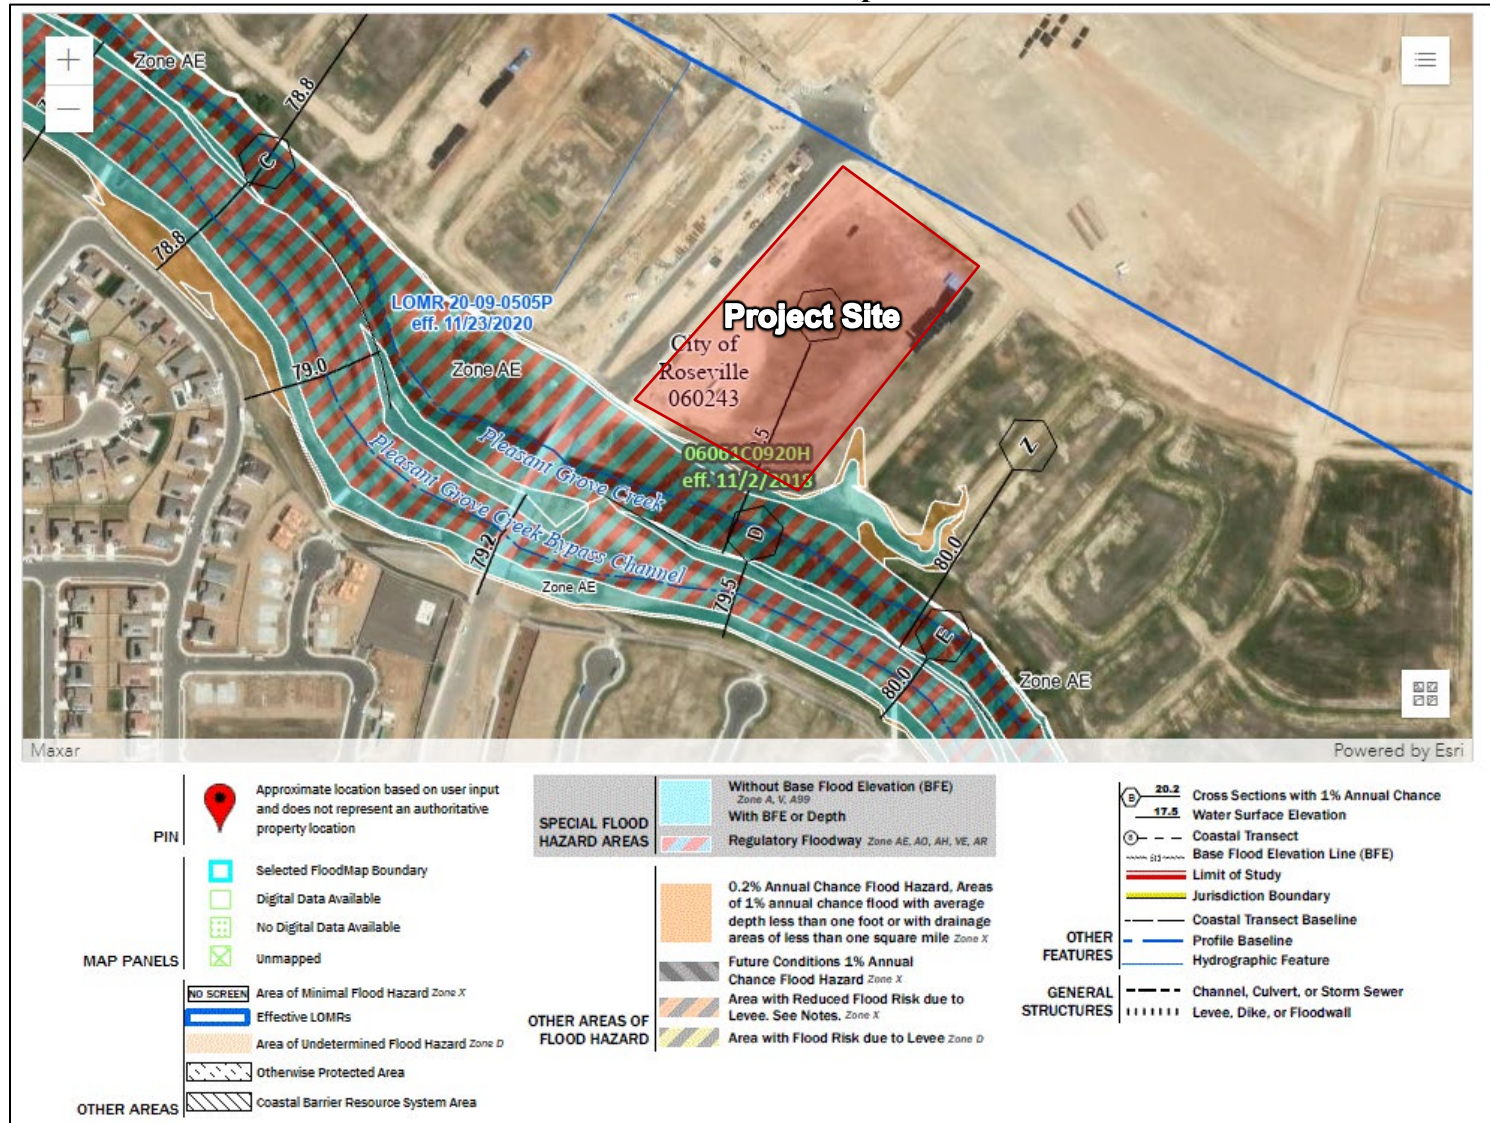 Zone AE
78.8
C
78.8
LOMR 20-09-0505P
eff. 11/23/2020
79.0
Zone AE
Project Site
City of
Roseville
060243
06061C0920H
eff. 11/2/2018
Pleasant Grove Creek
Pleasant Grove Creek Bypass Channel
79.2
Zone AE
D
79.5
Z
80.0
E
80.0
Zone AE
Maxar
Powered by Esri
PIN
Approximate location based on user input
and does not represent an authoritative
property location
MAP PANELS
Selected FloodMap Boundary
Digital Data Available
No Digital Data Available
Unmapped
OTHER AREAS
NO SCREEN Area of Minimal Flood Hazard Zone X
Effective LOMRs
Area of Undetermined Flood Hazard Zone D
Otherwise Protected Area
Coastal Barrier Resource System Area
SPECIAL FLOOD
HAZARD AREAS
Without Base Flood Elevation (BFE)
Zone A, V, A99
With BFE or Depth
Regulatory Floodway Zone AE, AO, AH, VE, AR
OTHER AREAS OF
FLOOD HAZARD
0.2% Annual Chance Flood Hazard, Areas
of 1% annual chance flood with average
depth less than one foot or with drainage
areas of less than one square mile Zone X
Future Conditions 1% Annual
Chance Flood Hazard Zone X
Area with Reduced Flood Risk due to
Levee. See Notes. Zone X
Area with Flood Risk due to Levee Zone D
OTHER
FEATURES
B 20.2 Cross Sections with 1% Annual Chance
17.5 Water Surface Elevation
8 Coastal Transect
513 Base Flood Elevation Line (BFE)
Limit of Study
Jurisdiction Boundary
Coastal Transect Baseline
Profile Baseline
Hydrographic Feature
GENERAL
STRUCTURES
Channel, Culvert, or Storm Sewer
Levee, Dike, or Floodwall